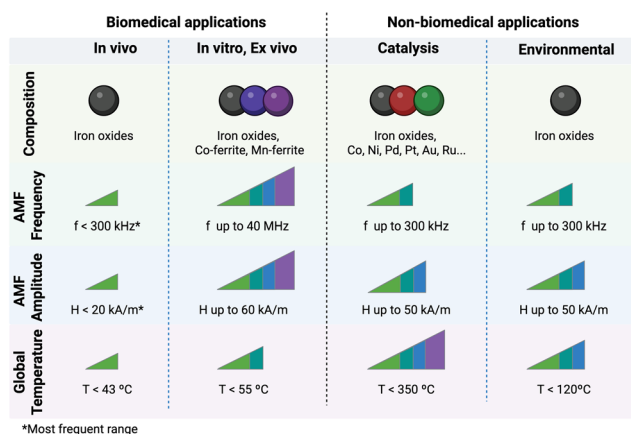 Biomedical applications
Non-biomedical applications
In vivo
In vitro, Ex vivo
Catalysis
Environmental
Composition
Iron oxides
Iron oxides,
Co-ferrite, Mn-ferrite
Iron oxides,
Co, Ni, Pd, Pt, Au, Ru...
Iron oxides
AMF
Frequency
f < 300 kHz*
f up to 40 MHz
f up to 300 kHz
f up to 300 kHz
AMF
Amplitude
H < 20 kA/m*
H up to 60 kA/m
H up to 50 kA/m
H up to 50 kA/m
Global
Temperature
T < 43 ºC
T < 55 ºC
T < 350 ºC
T < 120°C
*Most frequent range